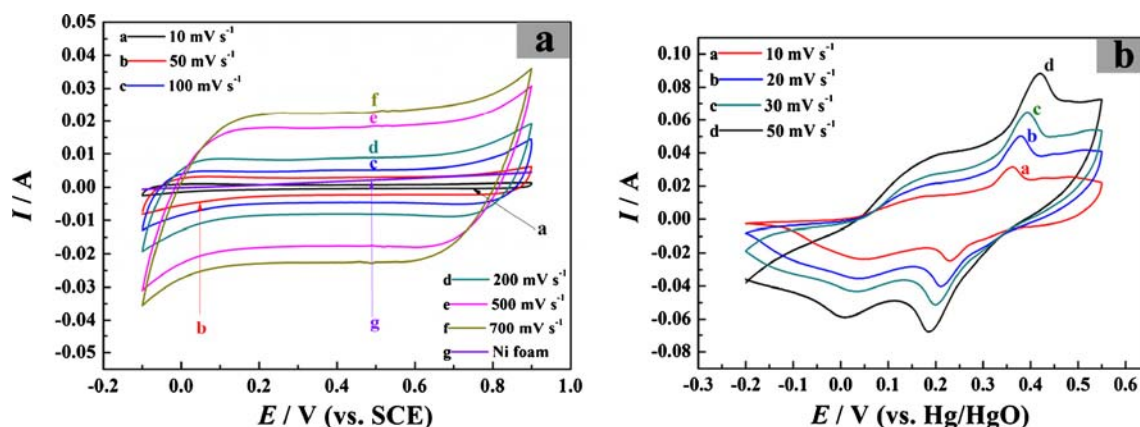 a
0.05
0.04
0.03
0.02
0.01
0.00
-0.01
-0.02
-0.03
-0.04
-0.05
I / A
a 10 mV s⁻¹
b 50 mV s⁻¹
c 100 mV s⁻¹
f
e
d
c
a
b
g
d 200 mV s⁻¹
e 500 mV s⁻¹
f 700 mV s⁻¹
g Ni foam
-0.2 0.0 0.2 0.4 0.6 0.8 1.0
E / V (vs. SCE)
b
0.10
0.08
0.06
0.04
0.02
0.00
-0.02
-0.04
-0.06
-0.08
I / A
a 10 mV s⁻¹
b 20 mV s⁻¹
c 30 mV s⁻¹
d 50 mV s⁻¹
d
c
b
a
-0.3 -0.2 -0.1 0.0 0.1 0.2 0.3 0.4 0.5 0.6
E / V (vs. Hg/HgO)